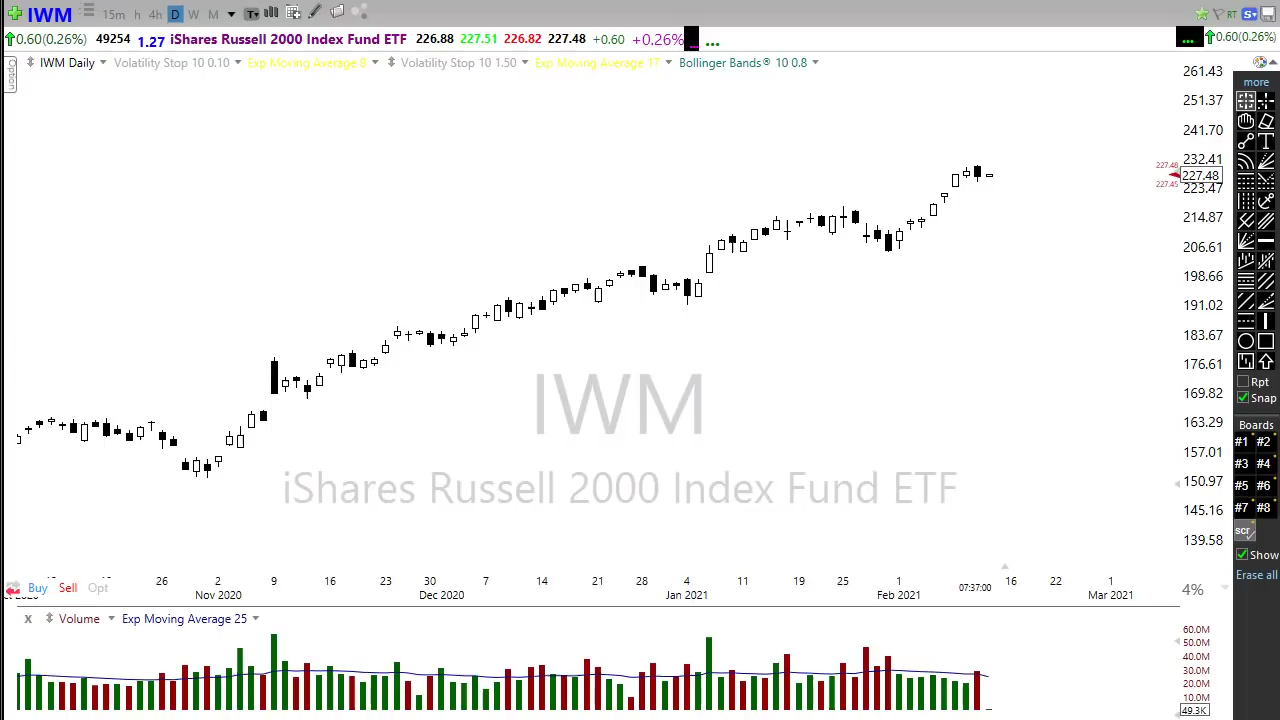 IWM 15m h 4h D W M T RT S
0.60(0.26%) 49254 1.27 iShares Russell 2000 Index Fund ETF 226.88 227.51 226.82 227.48 +0.60 +0.26% ... ... ... 0.60(0.26%)
Option
IWM Daily Volatility Stop 10 0.10 Exp Moving Average 8 Volatility Stop 10 1.50 Exp Moving Average 17 Bollinger Bands® 10 0.8
261.43
251.37
241.70
232.41
227.48
227.48
227.45
223.47
214.87
206.61
198.66
191.02
183.67
176.61
169.82
163.29
157.01
150.97
145.16
139.58
IWM
iShares Russell 2000 Index Fund ETF
more
T
Rpt
Snap
Boards
#1 #2
#3 #4
#5 #6
#7 #8
scr
Show
Erase all
Buy Sell Opt
26 2 9 16 23 30 7 14 21 28 4 11 19 25 1 07:37:00 16 22 1
Nov 2020 Dec 2020 Jan 2021 Feb 2021 Mar 2021
4%
X Volume Exp Moving Average 25
60.0M
50.0M
40.0M
30.0M
20.0M
10.0M
49.3K